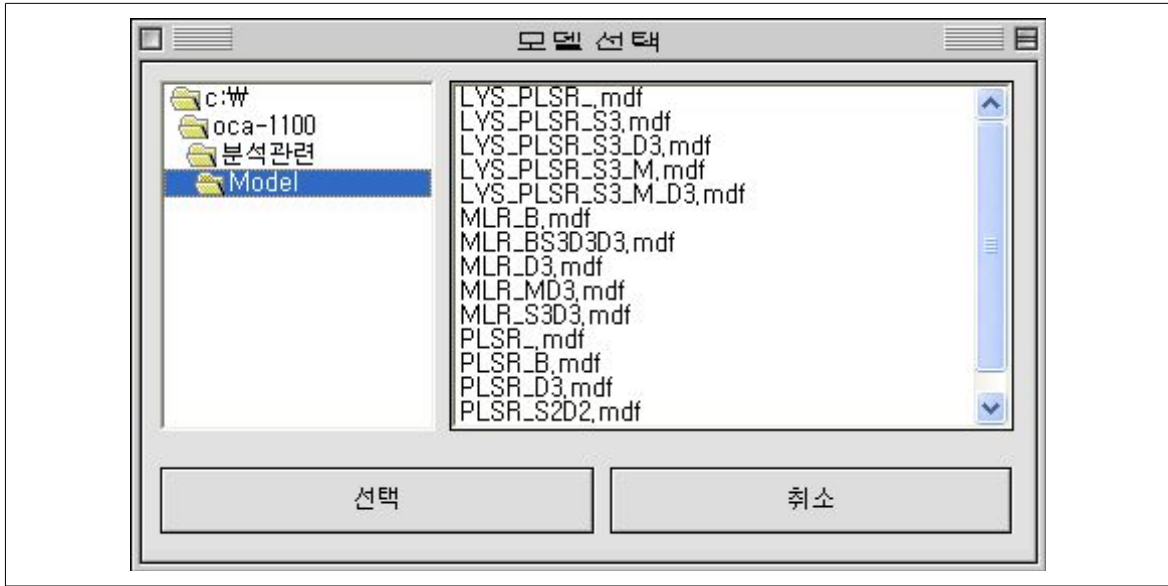 모델 선택
c:₩
oca-1100
분석관련
Model
LYS_PLSR_.mdf
LYS_PLSR_S3.mdf
LYS_PLSR_S3_D3.mdf
LYS_PLSR_S3_M.mdf
LYS_PLSR_S3_M_D3.mdf
MLR_B.mdf
MLR_BS3D3D3.mdf
MLR_D3.mdf
MLR_MD3.mdf
MLR_S3D3.mdf
PLSR_.mdf
PLSR_B.mdf
PLSR_D3.mdf
PLSR_S2D2.mdf
선택
취소